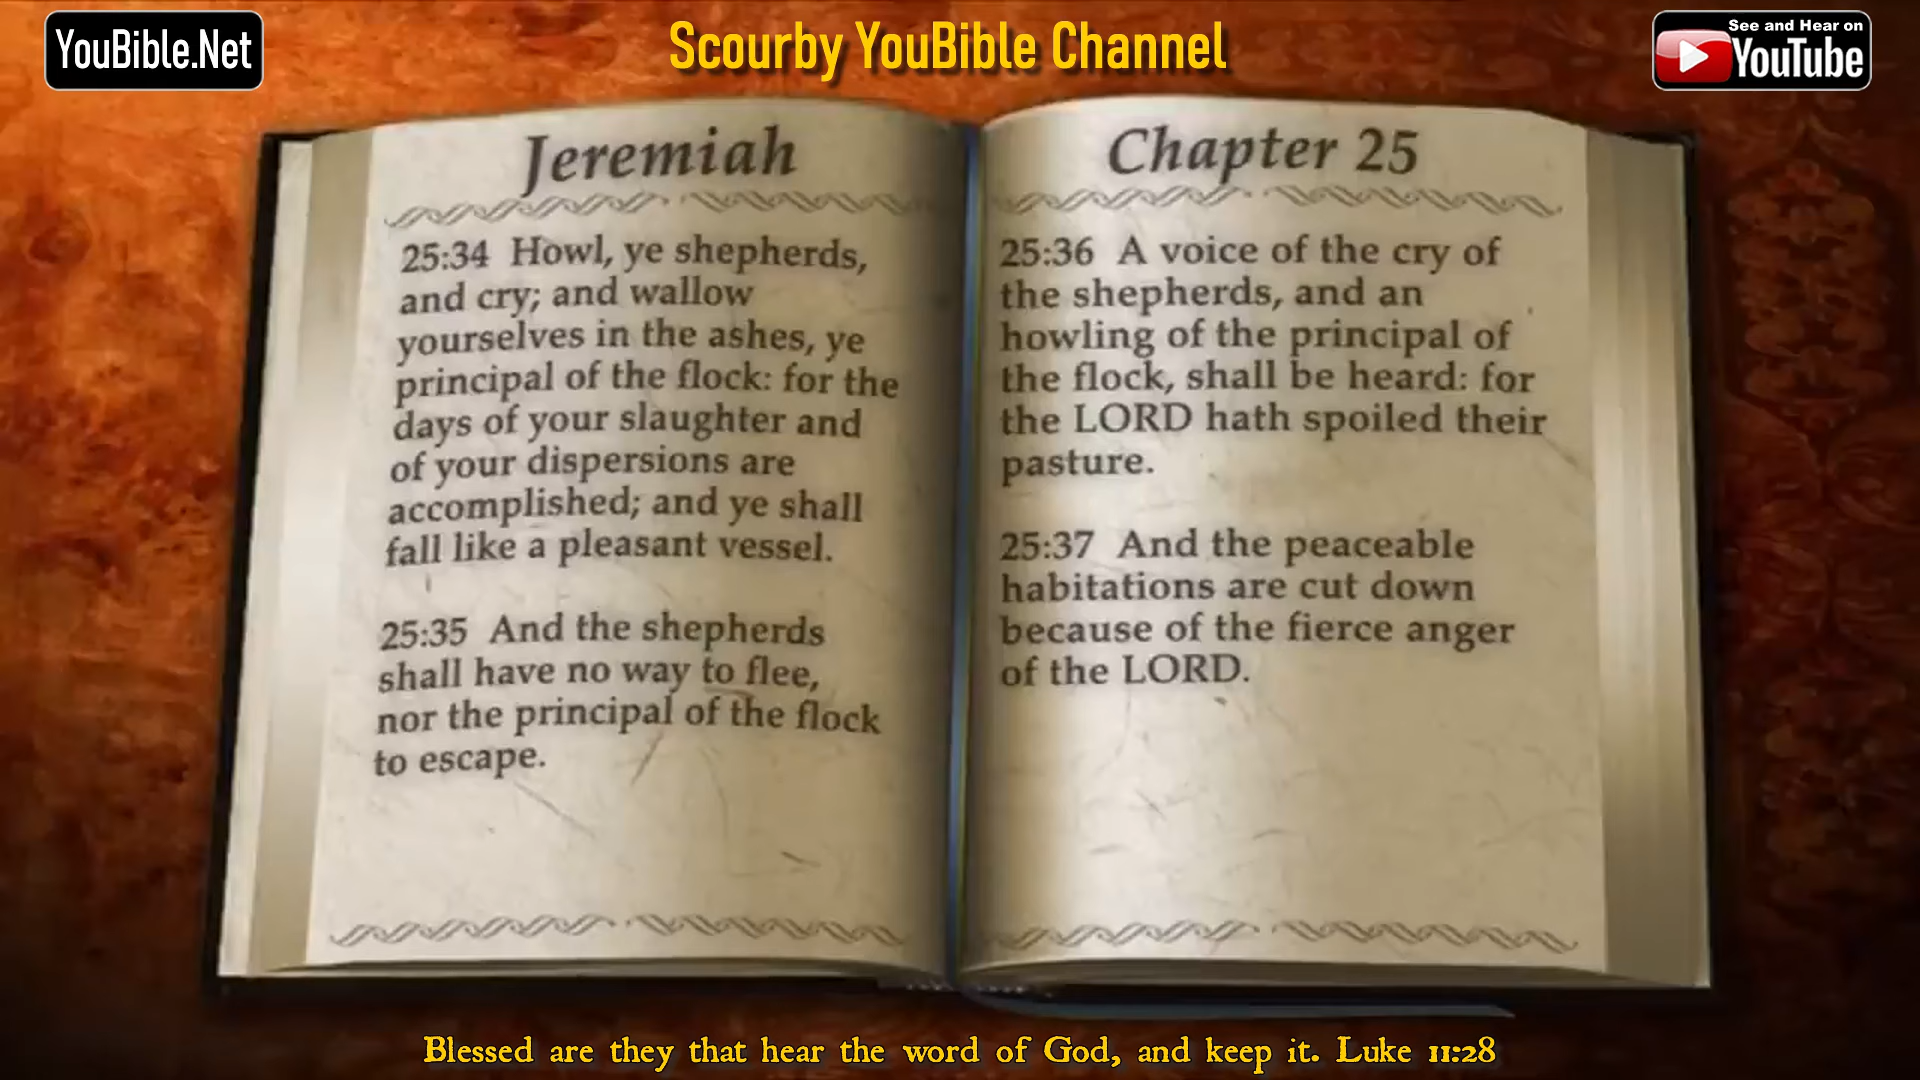 YouBible.Net
Scourby YouBible Channel
See and Hear on
YouTube
Jeremiah
25:34 Howl, ye shepherds,
and cry; and wallow
yourselves in the ashes, ye
principal of the flock: for the
days of your slaughter and
of your dispersions are
accomplished; and ye shall
fall like a pleasant vessel.
25:35 And the shepherds
shall have no way to flee,
nor the principal of the flock
to escape.
Chapter 25
25:36 A voice of the cry of
the shepherds, and an
howling of the principal of
the flock, shall be heard: for
the LORD hath spoiled their
pasture.
25:37 And the peaceable
habitations are cut down
because of the fierce anger
of the LORD.
Blessed are they that hear the word of God, and keep it. Luke 11:28